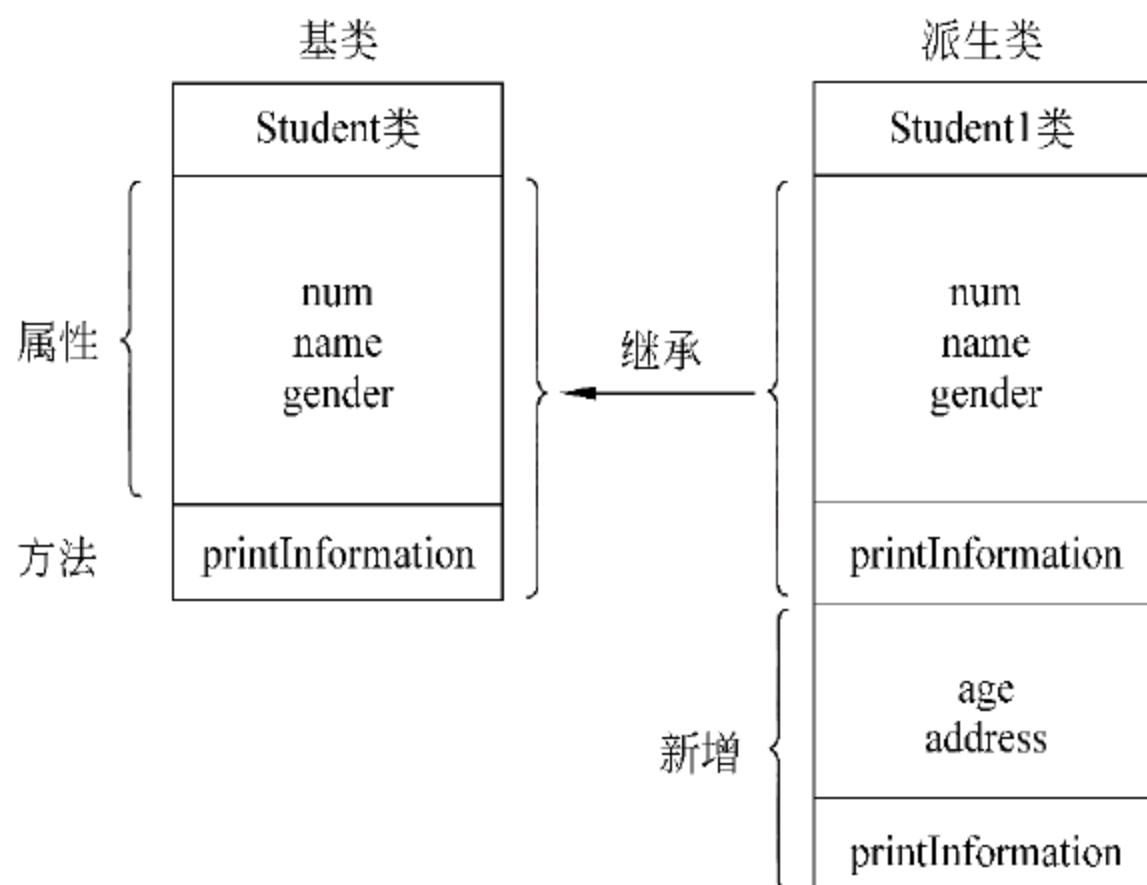 基类
Student类
属性
num
name
gender
方法
printInformation
继承
派生类
Student1类
num
name
gender
printInformation
新增
age
address
printInformation